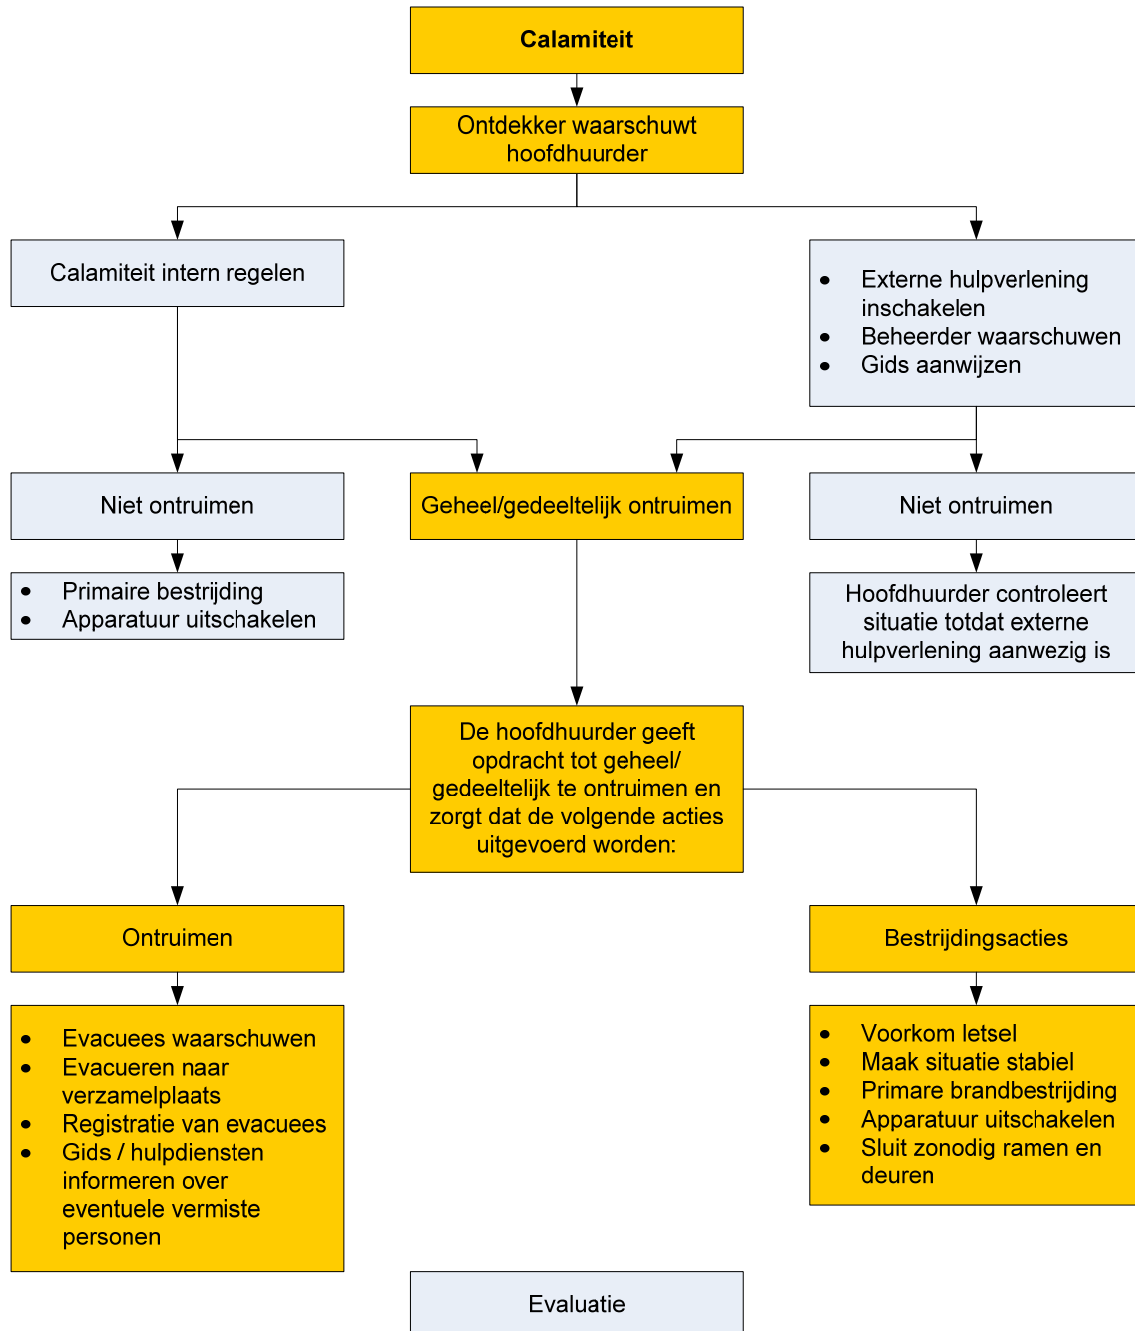 Calamiteit
Ontdekker waarschuwt
hoofdhuurder
Calamiteit intern regelen
• Externe hulpverlening
inschakelen
• Beheerder waarschuwen
• Gids aanwijzen
Niet ontruimen
Geheel/gedeeltelijk ontruimen
Niet ontruimen
• Primaire bestrijding
• Apparatuur uitschakelen
Hoofdhuurder controleert
situatie totdat externe
hulpverlening aanwezig is
De hoofdhuurder geeft
opdracht tot geheel/
gedeeltelijk te ontruimen en
zorgt dat de volgende acties
uitgevoerd worden:
Ontruimen
Bestrijdingsacties
• Evacuees waarschuwen
• Evacueren naar
verzamelplaats
• Registratie van evacuees
• Gids / hulpdiensten
informeren over
eventuele vermiste
personen
• Voorkom letsel
• Maak situatie stabiel
• Primare brandbestrijding
• Apparatuur uitschakelen
• Sluit zonodig ramen en
deuren
Evaluatie